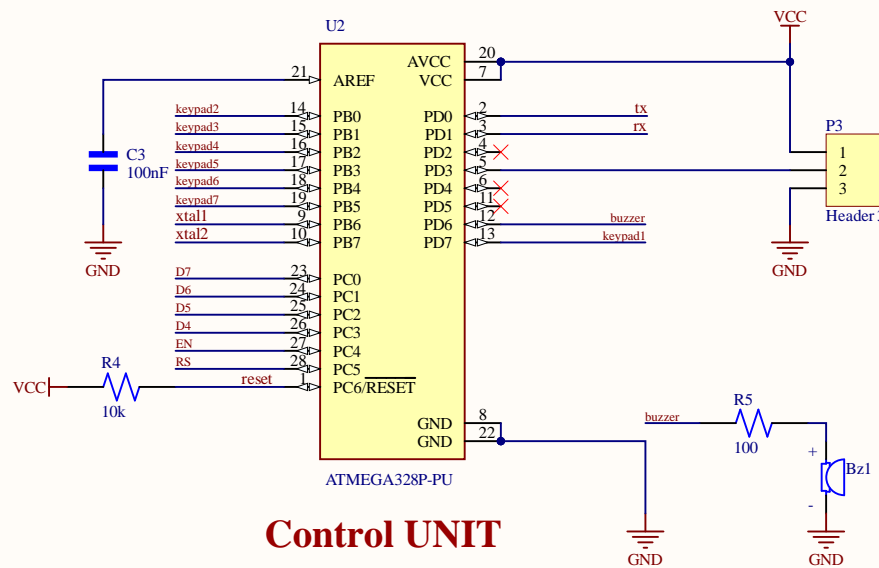 U2
VCC
21 AREF
AVCC 20
VCC 7
keypad2 14 PB0
keypad3 15 PB1
keypad4 16 PB2
keypad5 17 PB3
keypad6 18 PB4
keypad7 19 PB5
xtal1 9 PB6
xtal2 10 PB7
PD0 2 tx
PD1 3 rx
PD2 4
PD3 5
PD4 6
PD5 11
PD6 12 buzzer
PD7 13 keypad1
C3
100nF
GND
P3
1
2
3
Header
GND
D7 23 PC0
D6 24 PC1
D5 25 PC2
D4 26 PC3
EN 27 PC4
RS 28 PC5
reset 1 PC6/RESET
VCC
R4
10k
GND 8
GND 22
ATMEGA328P-PU
GND
buzzer
R5
100
+
Bz1
-
GND
Control UNIT